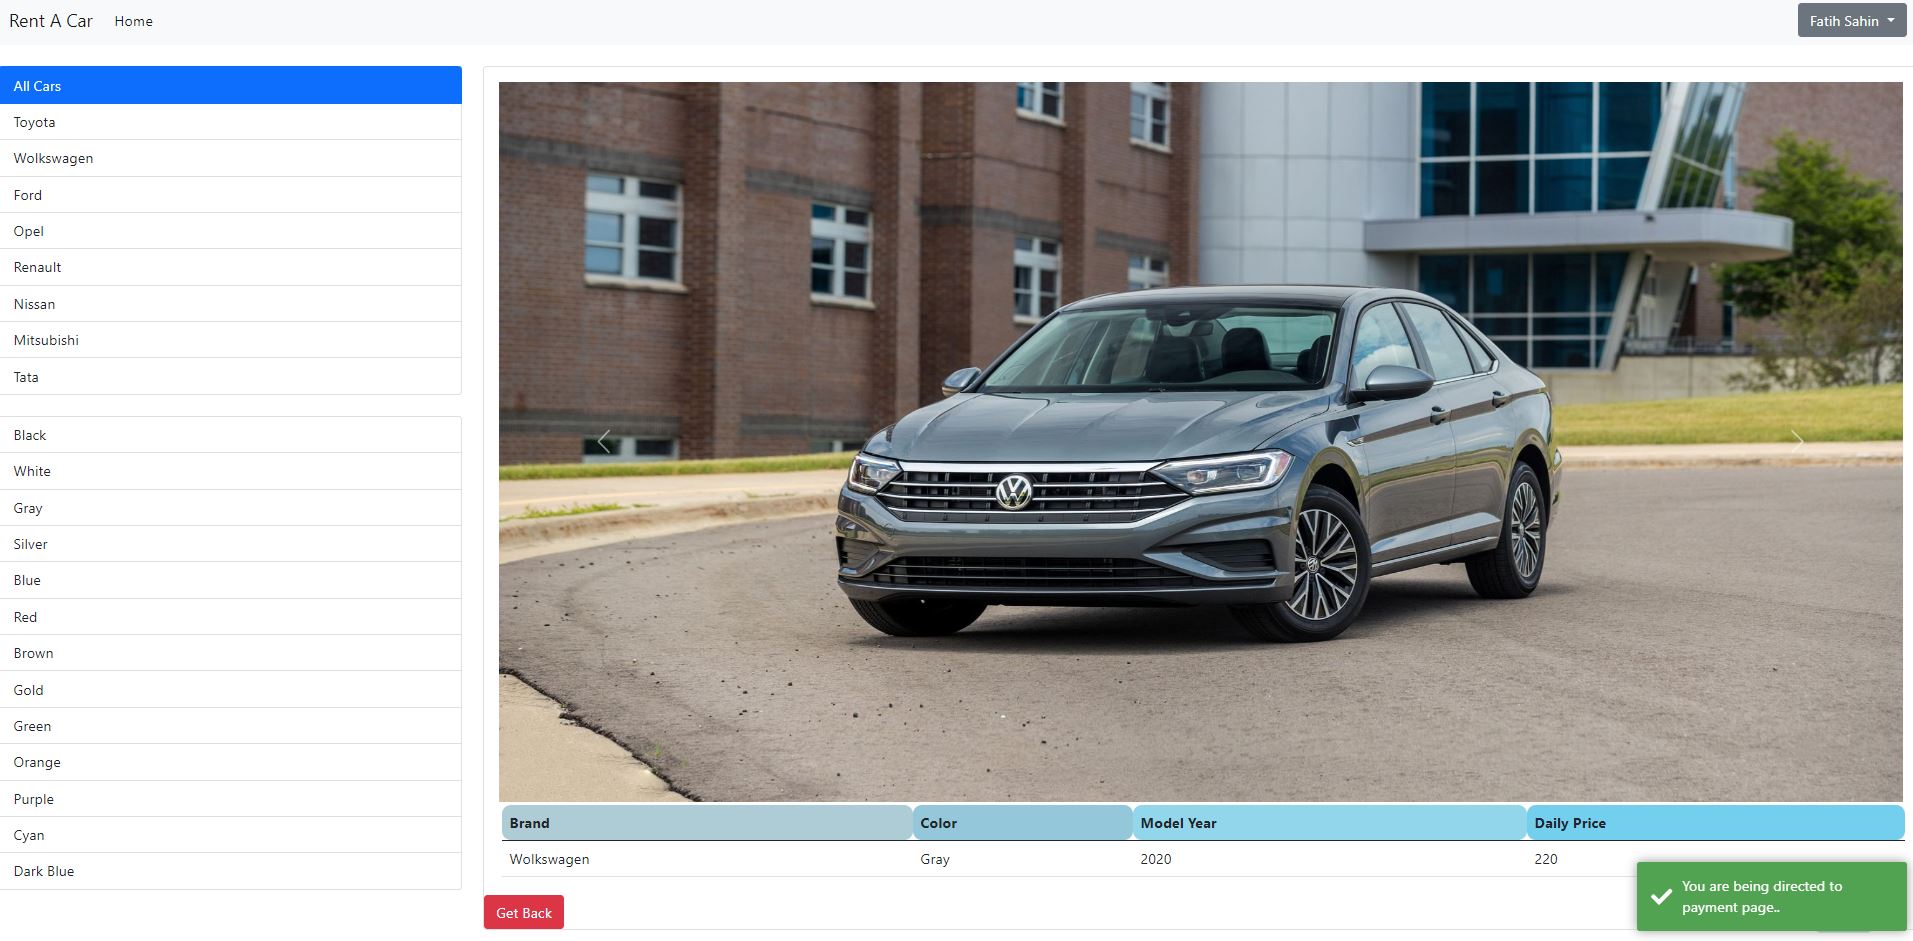 Rent A Car Home Fatih Sahin
All Cars
Toyota
Wolkswagen
Ford
Opel
Renault
Nissan
Mitsubishi
Tata
Black
White
Gray
Silver
Blue
Red
Brown
Gold
Green
Orange
Purple
Cyan
Dark Blue
Brand Color Model Year Daily Price
Wolkswagen Gray 2020 220
Get Back
You are being directed to
payment page..